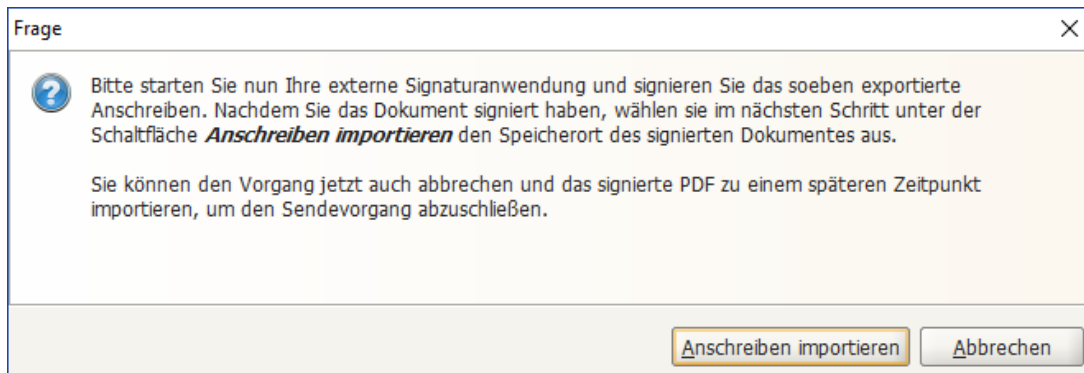 Frage
Bitte starten Sie nun Ihre externe Signaturanwendung und signieren Sie das soeben exportierte
Anschreiben. Nachdem Sie das Dokument signiert haben, wählen sie im nächsten Schritt unter der
Schaltfläche Anschreiben importieren den Speicherort des signierten Dokumentes aus.
Sie können den Vorgang jetzt auch abbrechen und das signierte PDF zu einem späteren Zeitpunkt
importieren, um den Sendevorgang abzuschließen.
Anschreiben importieren
Abbrechen